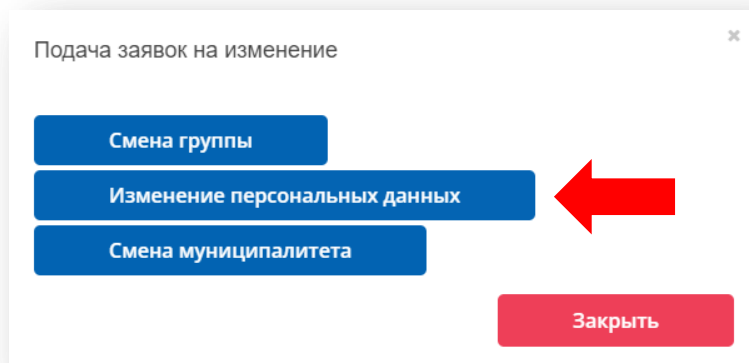 Подача заявок на изменение
Смена группы
Изменение персональных данных
Смена муниципалитета
Закрыть